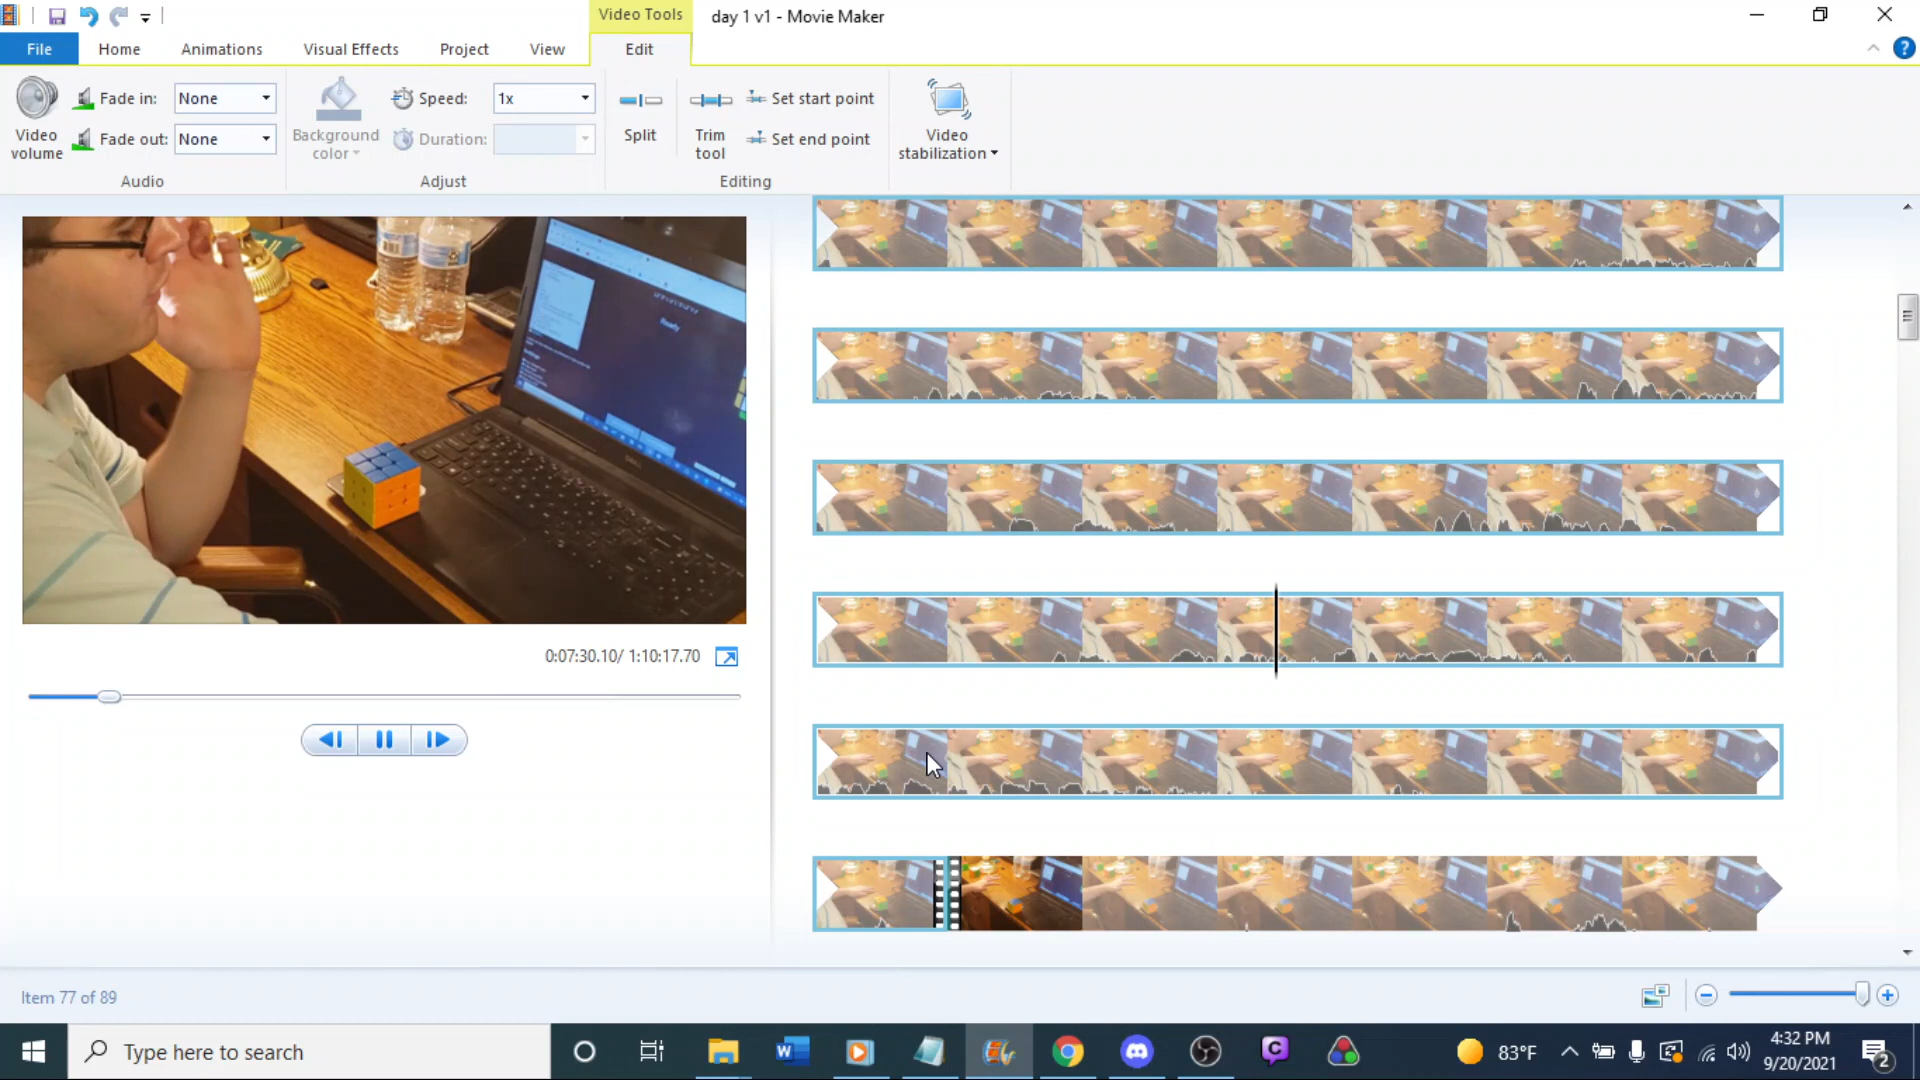 Video Tools
day 1 v1 - Movie Maker
File
Home
Animations
Visual Effects
Project
View
Edit
Video
volume
Fade in:
None
Fade out:
None
Audio
Background
color
Speed:
1x
Duration:
Adjust
Split
Trim
tool
Set start point
Set end point
Editing
Video
stabilization
Ready
0:07:30.10/ 1:10:17.70
Item 77 of 89
Type here to search
83°F
4:32 PM
9/20/2021
2